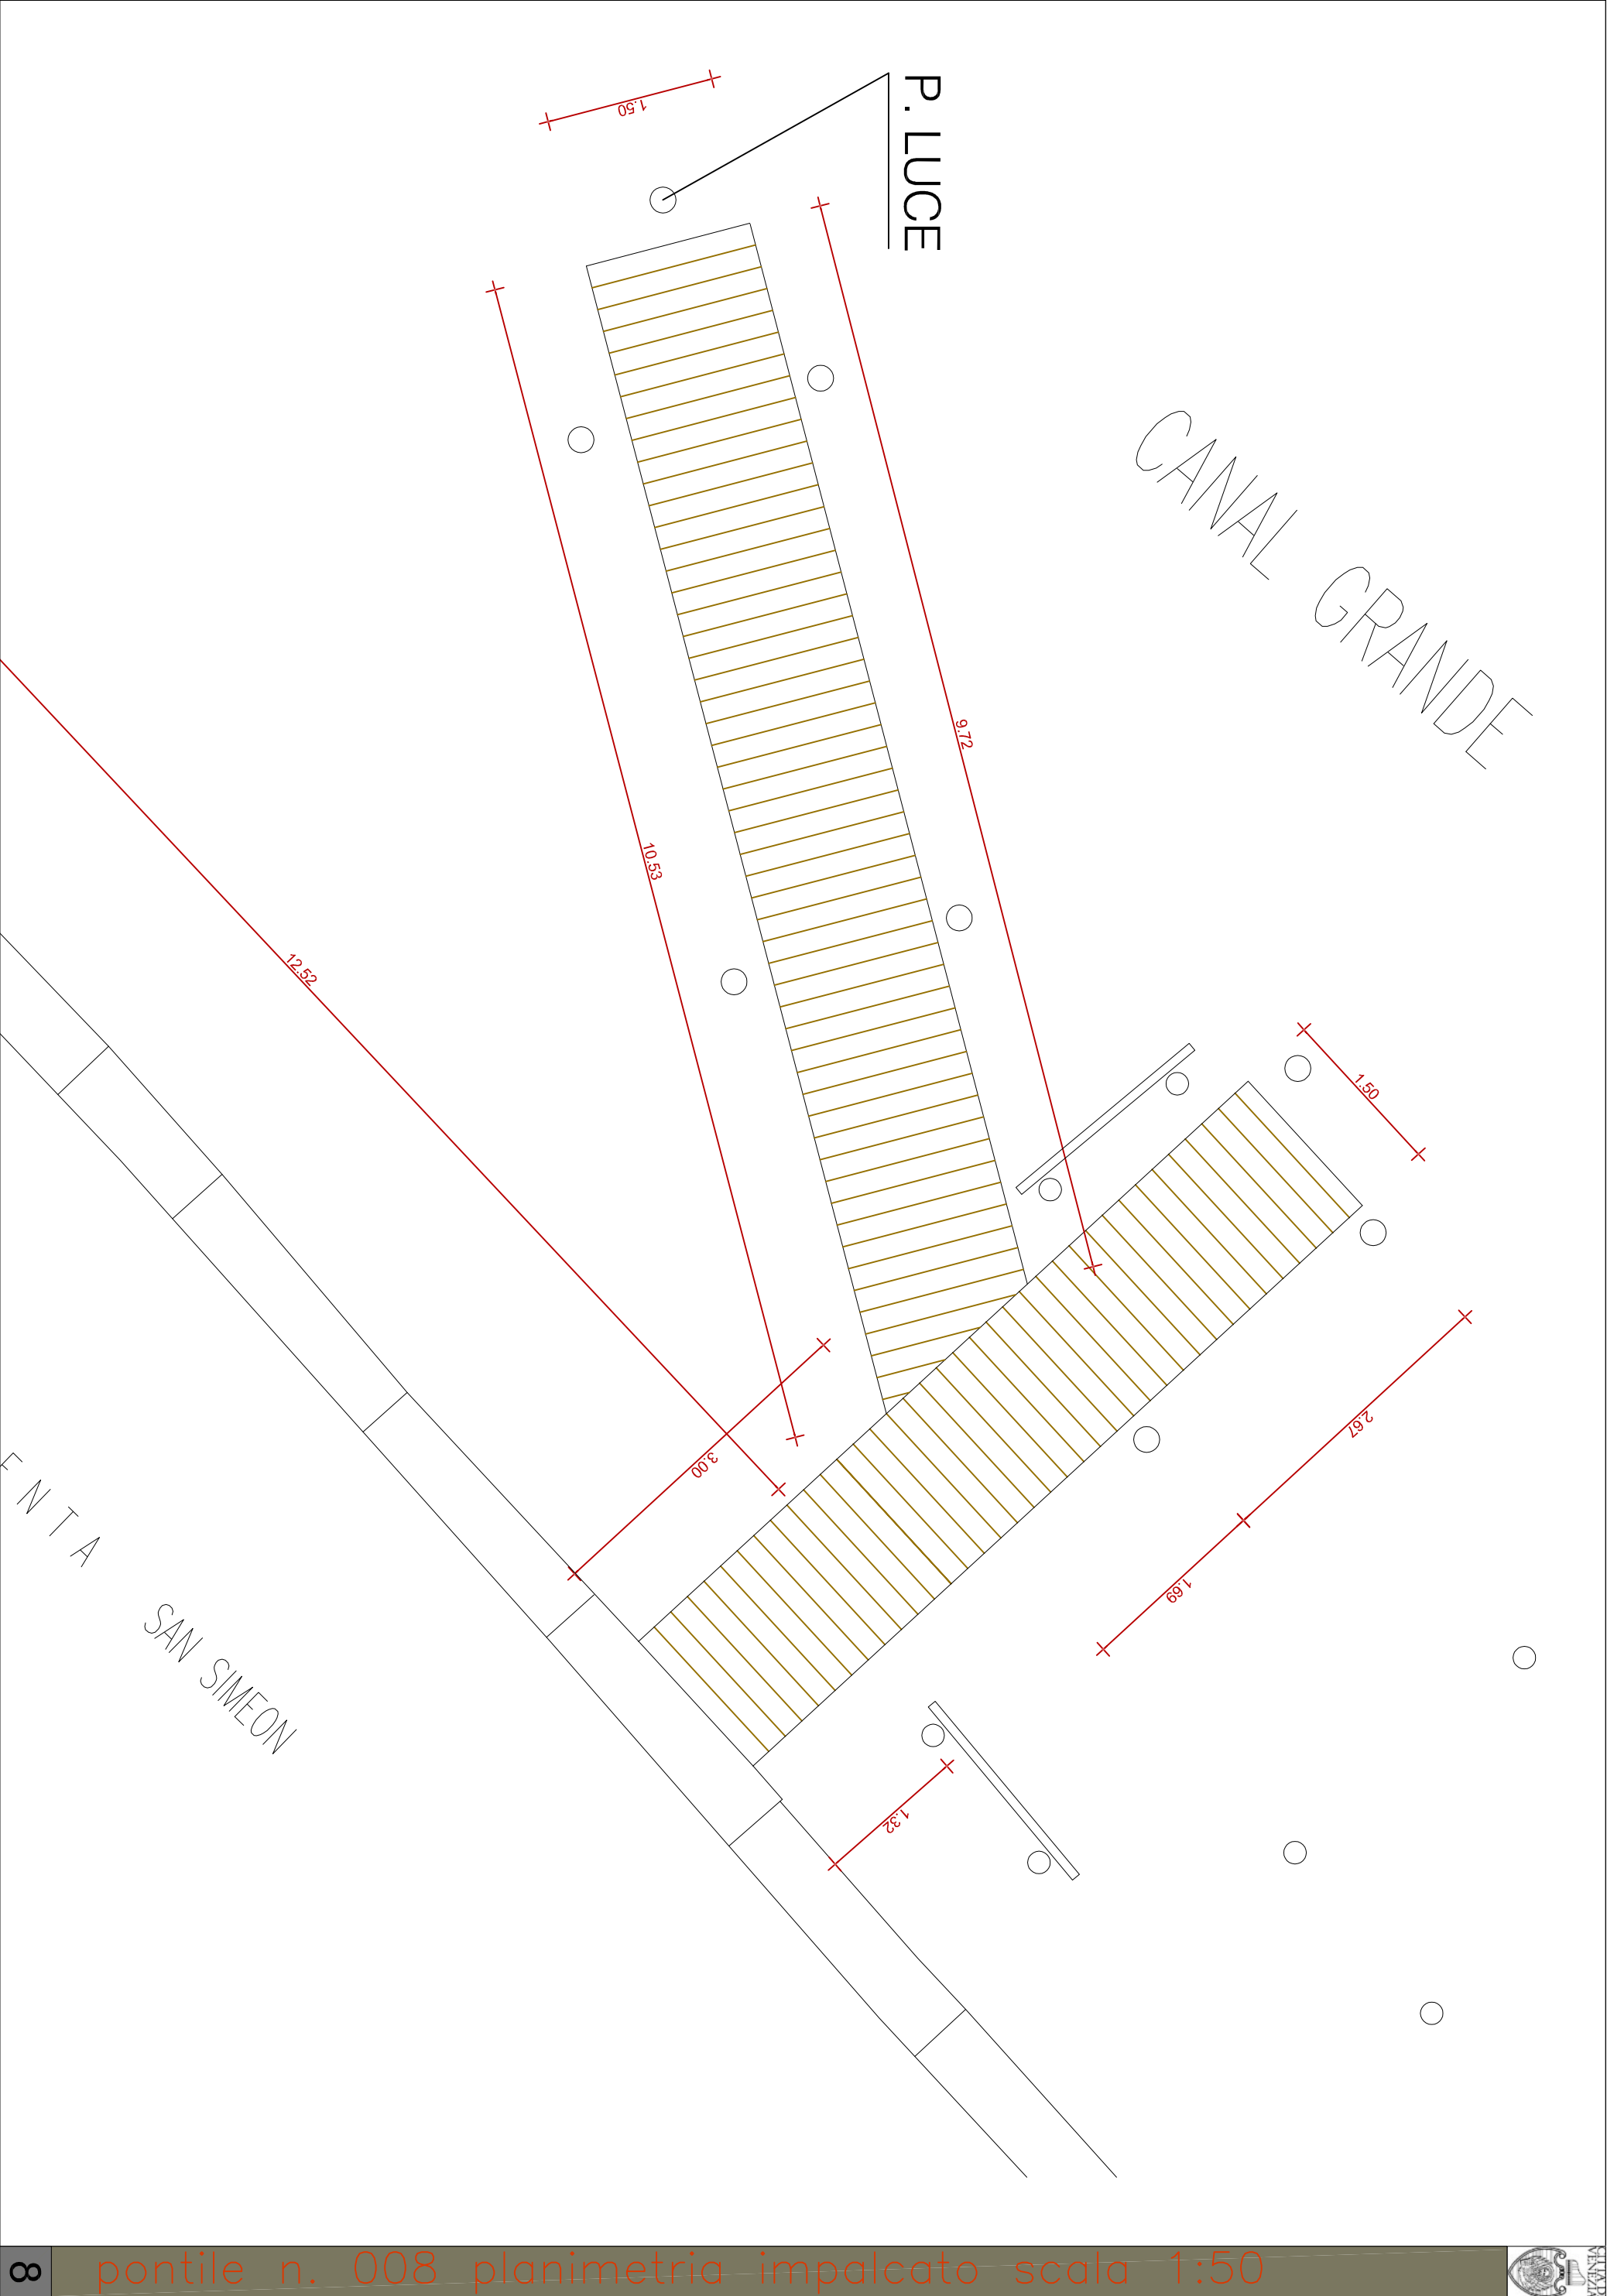 1.50
P. LUCE
CANAL GRANDE
9.72
10.53
12.52
1.50
3.00
2.67
1.69
1.32
ENTA SAN SIMEON
8
pontile n. 008 planimetria impalcato scala 1:50